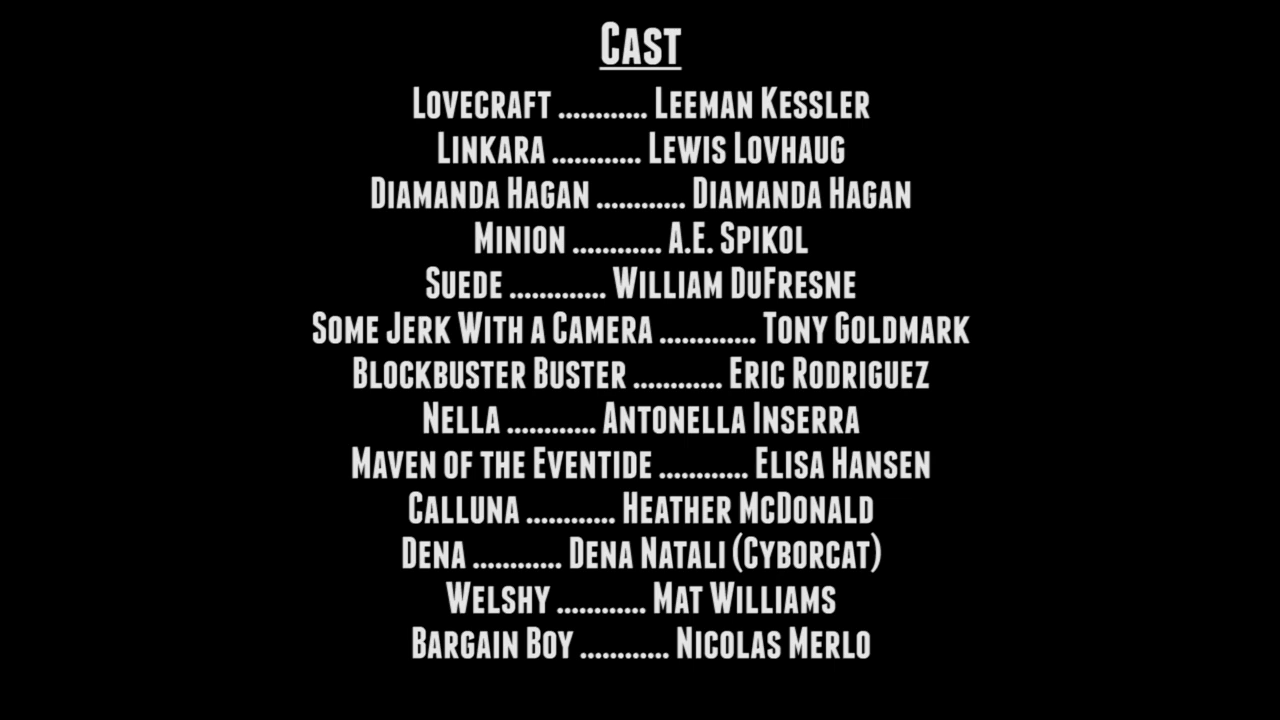 Cast
Lovecraft ............ Leeman Kessler
Linkara ............ Lewis Lovhaug
Diamanda Hagan ............ Diamanda Hagan
Minion ............ A.E. Spikol
Suede ............. William DuFresne
Some Jerk With a Camera ............. Tony Goldmark
Blockbuster Buster ............ Eric Rodriguez
Nella ............ Antonella Inserra
Maven of the Eventide ............ Elisa Hansen
Calluna ............ Heather McDonald
Dena ............ Dena Natali (Cyborcat)
Welshy ............ Mat Williams
Bargain Boy ............ Nicolas Merlo